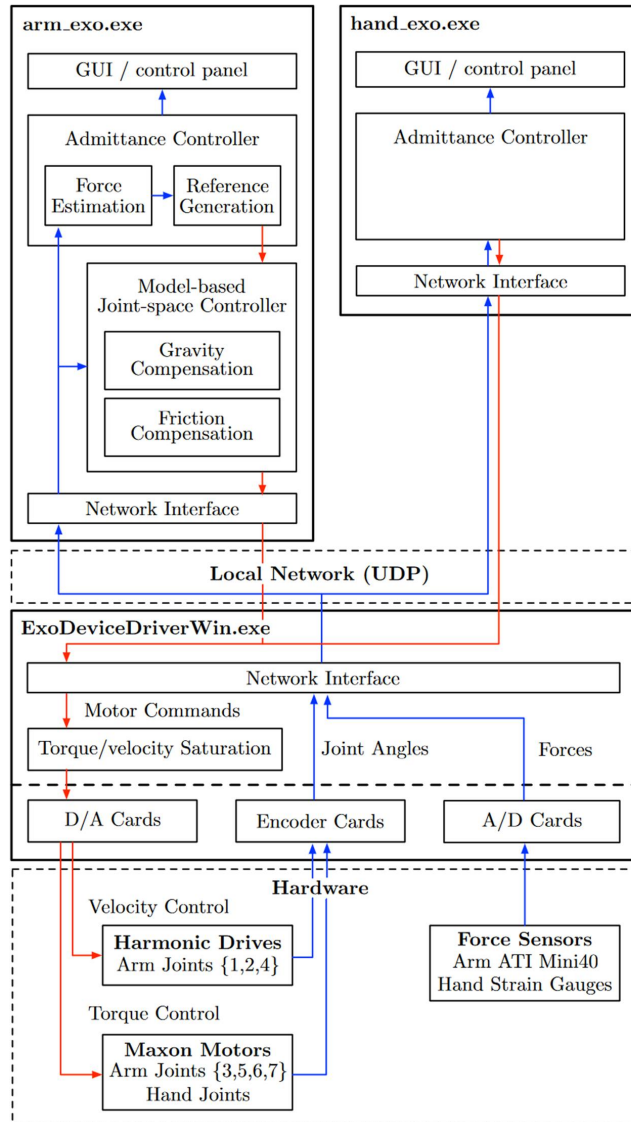 arm_exo.exe
GUI / control panel
Admittance Controller
Force
Estimation
Reference
Generation
Model-based
Joint-space Controller
Gravity
Compensation
Friction
Compensation
Network Interface
hand_exo.exe
GUI / control panel
Admittance Controller
Network Interface
Local Network (UDP)
ExoDeviceDriverWin.exe
Network Interface
Motor Commands
Torque/velocity Saturation
Joint Angles
Forces
D/A Cards
Encoder Cards
A/D Cards
Hardware
Velocity Control
Harmonic Drives
Arm Joints {1,2,4}
Force Sensors
Arm ATI Mini40
Hand Strain Gauges
Torque Control
Maxon Motors
Arm Joints {3,5,6,7}
Hand Joints